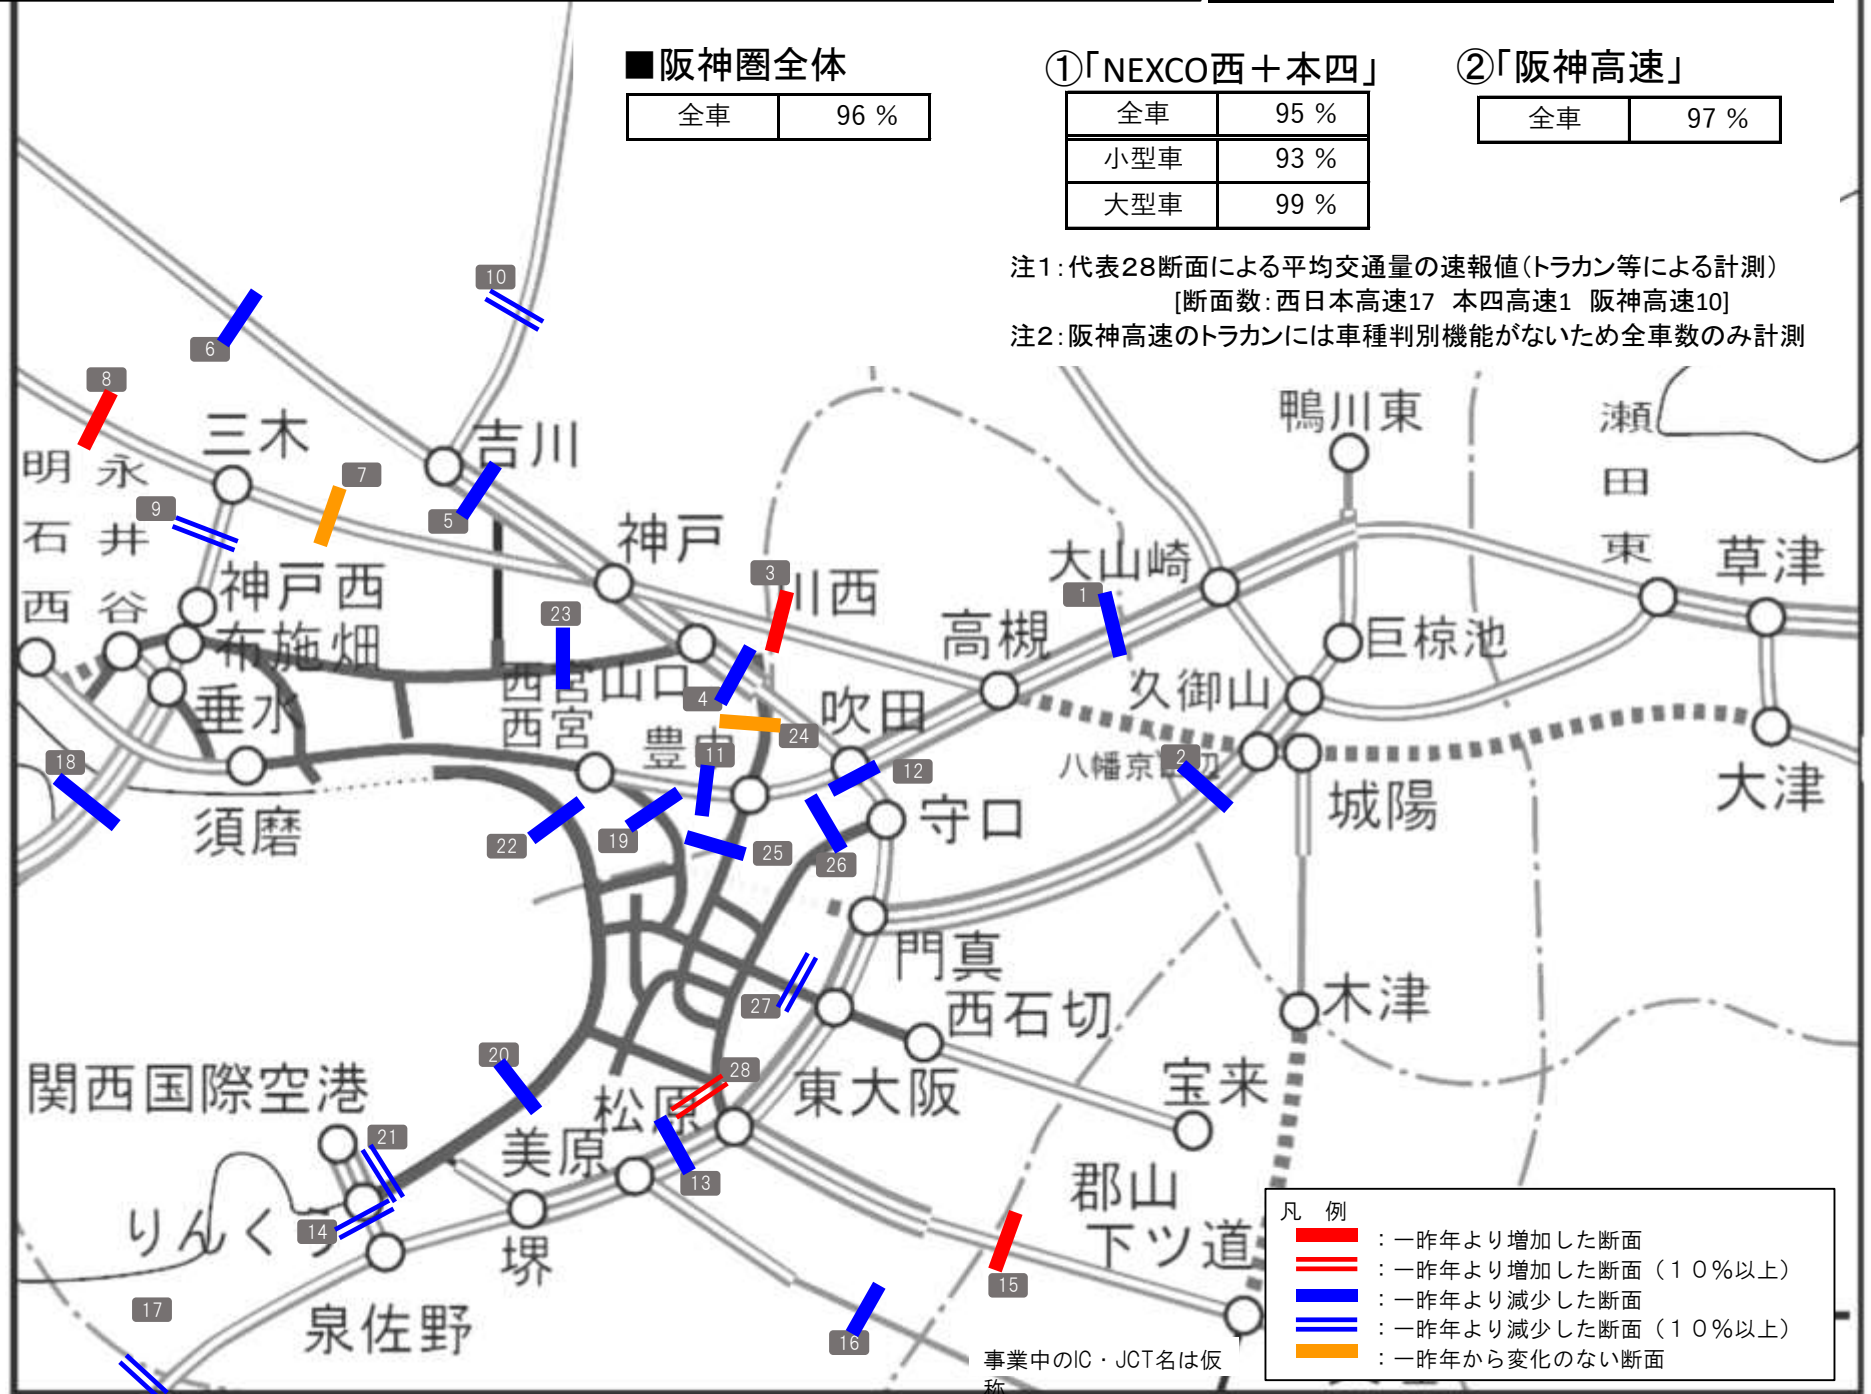 ■阪神圏全体
全車 96 %
①「NEXCO西＋本四」
全車 95 %
小型車 93 %
大型車 99 %
②「阪神高速」
全車 97 %
注1：代表28断面による平均交通量の速報値（トラカン等による計測）
[断面数：西日本高速17 本四高速1 阪神高速10]
注2：阪神高速のトラカンには車種判別機能がないため全車数のみ計測
10
6
8
三木
吉川
鴨川東
瀬田東
明石西
永井谷
7
9
5
神戸
大山崎
草津
神戸西
3
川西
1
23
布施畑
高槻
巨椋池
西宮山口
4
久御山
垂水
西宮
吹田
豊中
24
11
18
12
八幡京田辺
2
大津
須磨
22
19
25
26
守口
城陽
門真
27
西石切
木津
20
関西国際空港
28
松原
東大阪
宝来
21
美原
13
郡山
下ツ道
りんくう
14
堺
15
17
泉佐野
16
事業中のIC・JCT名は仮
称
凡 例
：一昨年より増加した断面
：一昨年より増加した断面（１０％以上）
：一昨年より減少した断面
：一昨年より減少した断面（１０％以上）
：一昨年から変化のない断面